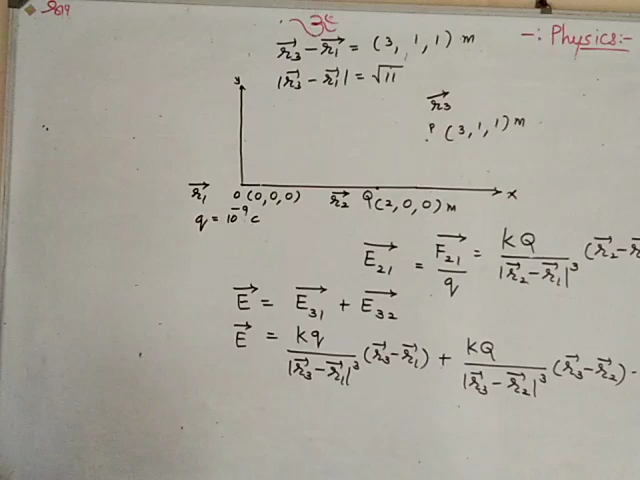 ॐ
-: Physics:-
r₃ - r₁ = (3, 1, 1) m
|r₃ - r₁| = √11
y
r₃
P (3, 1, 1) m
r₁ O (0,0,0) r₂ Q (2,0,0) m x
q = 10⁻⁹ c
E₂₁ = F₂₁/q = KQ/|r₂ - r₁|³ (r₂ - r
E = E₃₁ + E₃₂
E = Kq/|r₃ - r₁|³ (r₃ - r₁) + KQ/|r₃ - r₂|³ (r₃ - r₂) -